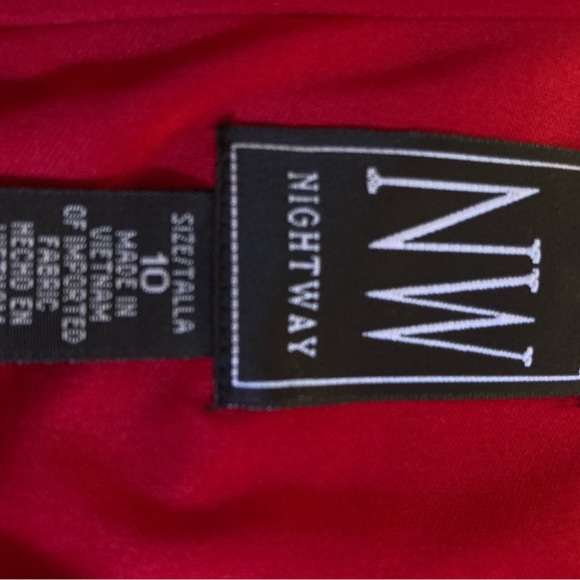 NW
NIGHTWAY
SIZE/TALLA
10
MADE IN
VIETNAM
OF IMPORTED
FABRIC
HECHO EN